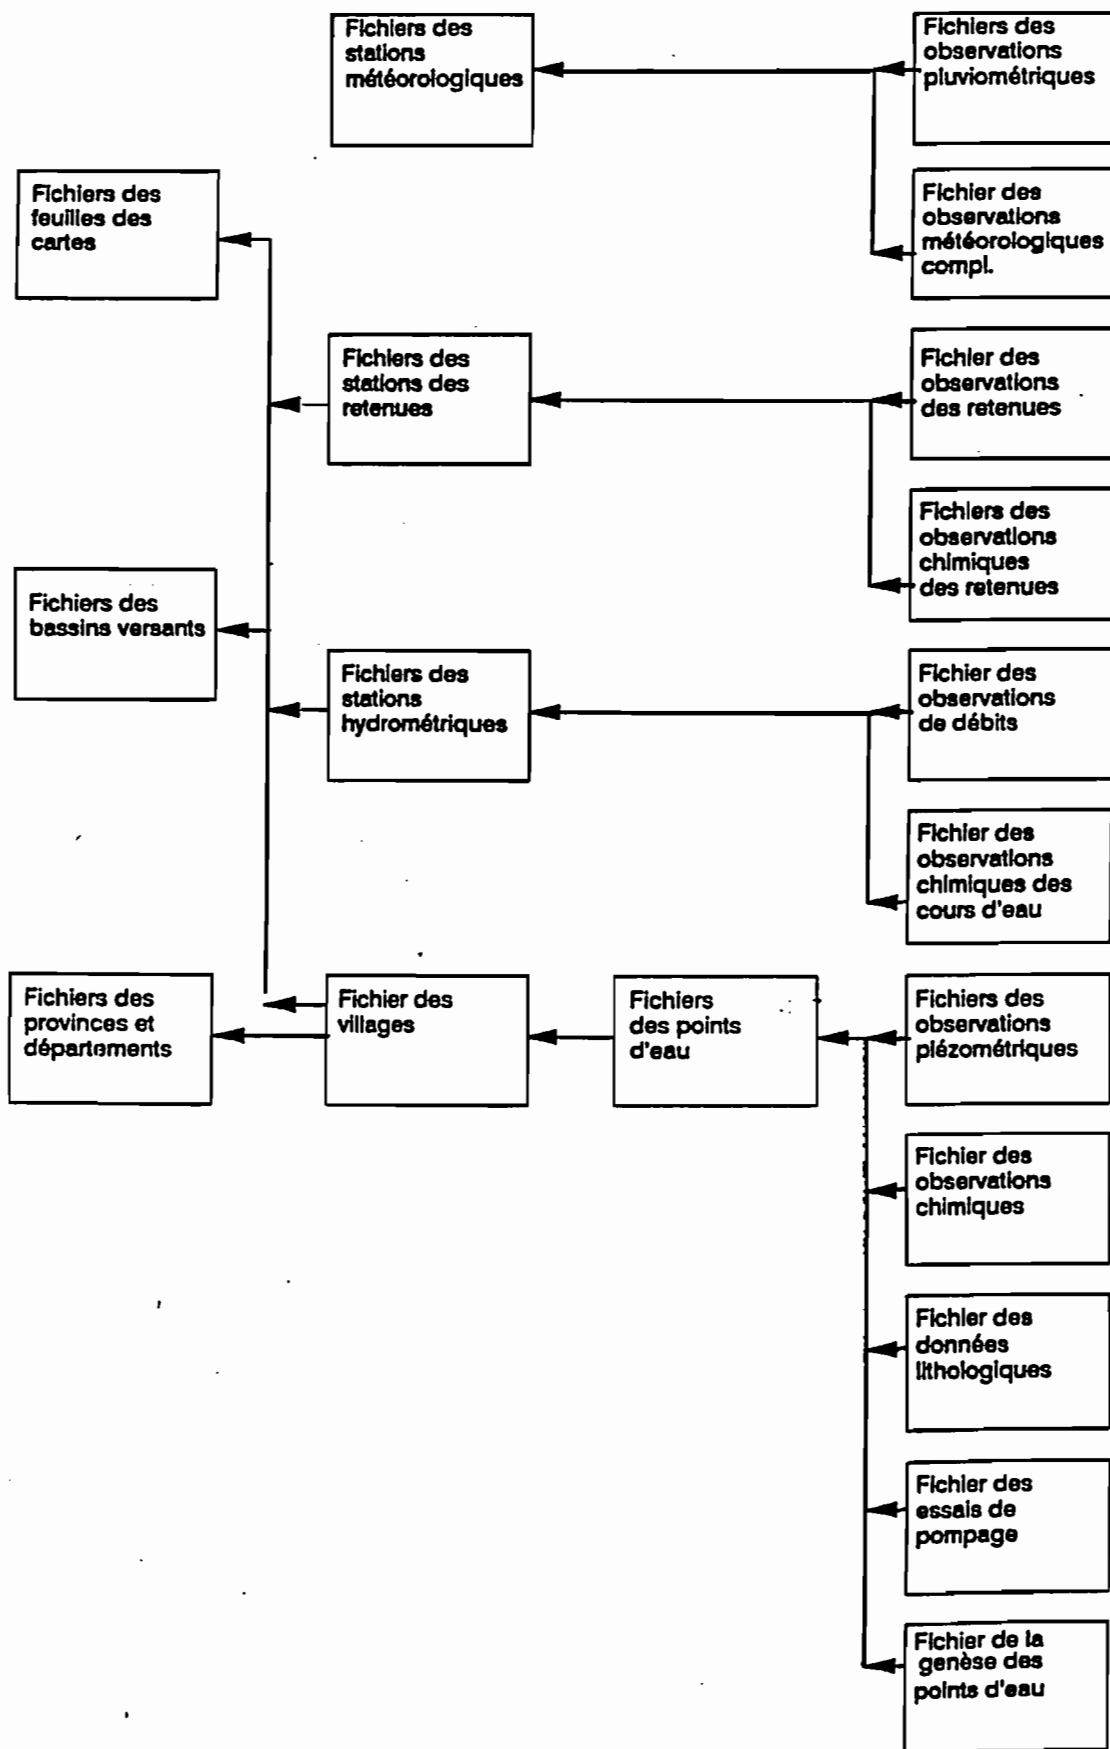 Fichiers des
stations
météorologiques
Fichiers des
observations
pluviométriques
Fichiers des
feuilles des
cartes
Fichier des
observations
météorologiques
compl.
Fichiers des
stations des
retenues
Fichier des
observations
des retenues
Fichiers des
observations
chimiques
des retenues
Fichiers des
bassins versants
Fichiers des
stations
hydrométriques
Fichier des
observations
de débits
Fichier des
observations
chimiques des
cours d'eau
Fichiers des
provinces et
départements
Fichier des
villages
Fichiers
des points
d'eau
Fichiers des
observations
piézométriques
Fichier des
observations
chimiques
Fichier des
données
lithologiques
Fichier des
essais de
pompage
Fichier de la
genèse des
points d'eau